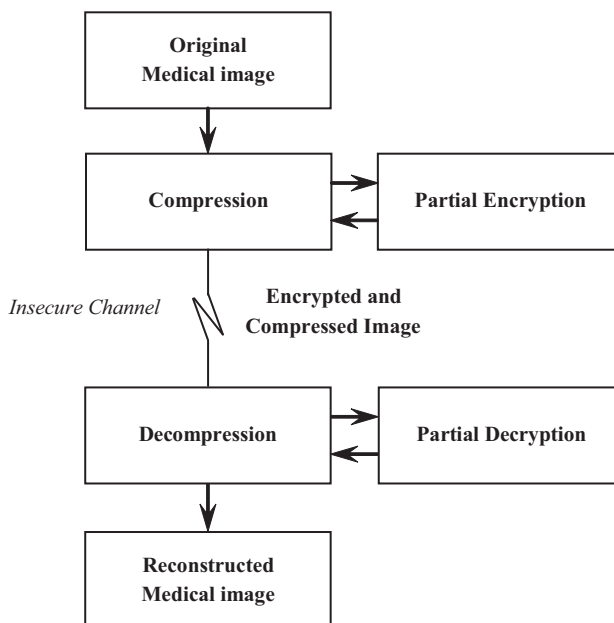 Original
Medical image
Compression
Partial Encryption
Insecure Channel
Encrypted and
Compressed Image
Decompression
Partial Decryption
Reconstructed
Medical image